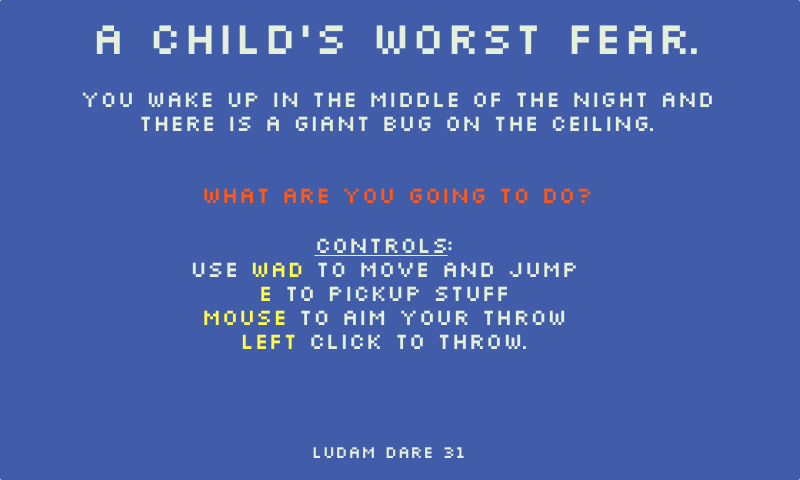 A CHILD'S WORST FEAR.
YOU WAKE UP IN THE MIDDLE OF THE NIGHT AND
THERE IS A GIANT BUG ON THE CEILING.
WHAT ARE YOU GOING TO DO?
CONTROLS:
USE WAD TO MOVE AND JUMP
E TO PICKUP STUFF
MOUSE TO AIM YOUR THROW
LEFT CLICK TO THROW.
LUDAM DARE 31